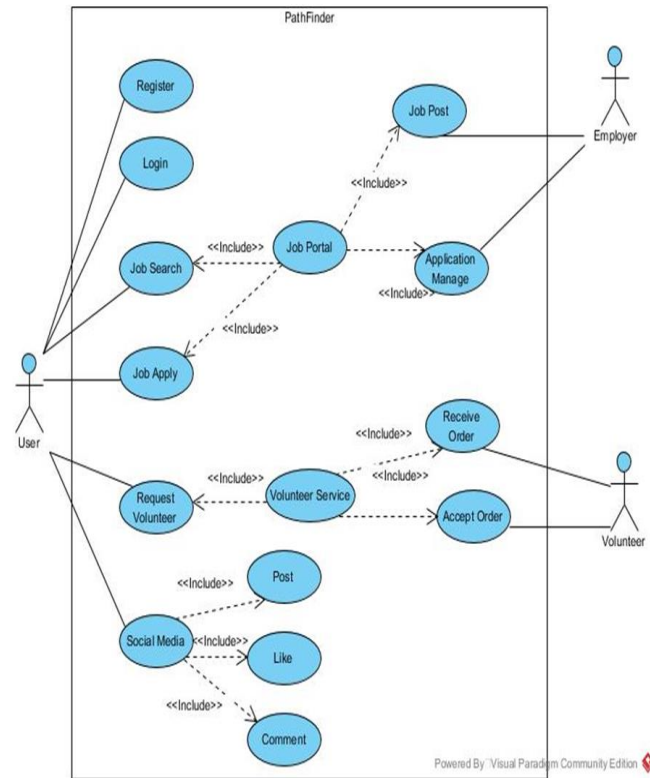 PathFinder
Register
Job Post
Employer
Login
<<Include>>
Job Search
<<Include>>
Job Portal
Application
Manage
<<Include>>
<<Include>>
Job Apply
User
Receive
Order
<<Include>>
<<Include>>
<<Include>>
Request
Volunteer
Volunteer Service
Accept Order
Volunteer
Post
<<Include>>
Social Media
<<Include>>
Like
<<Include>>
Comment
Powered By Visual Paradigm Community Edition